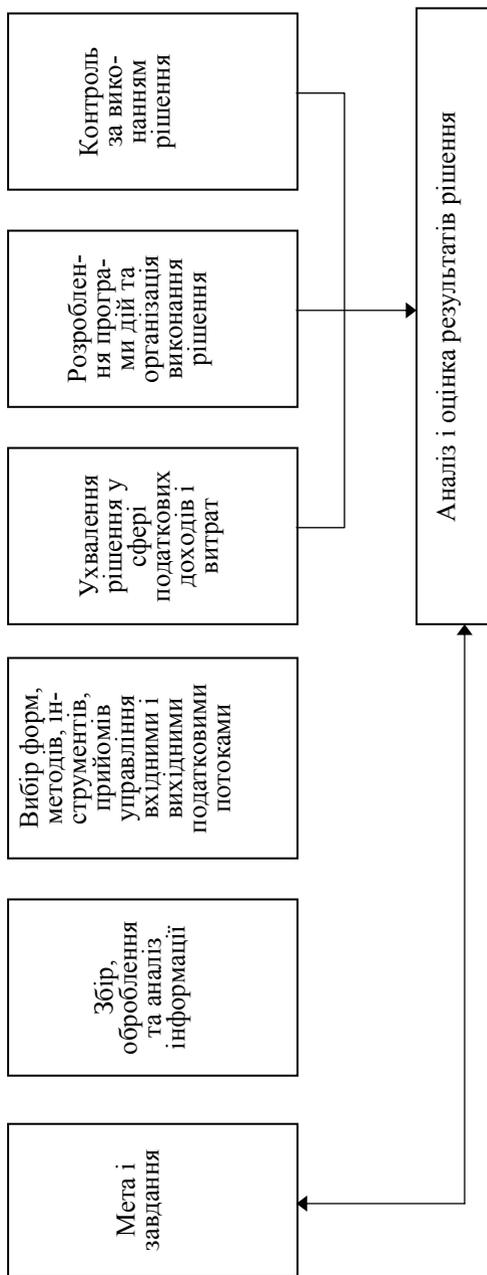 Мета і
завдання
Збір,
оброблення
та аналіз
інформації
Вибір форм,
методів, ін-
струментів,
прийомів
управління
вхідними і
вихідними
податковими
потоками
Ухвалення
рішення у
сфері
податкових
доходів і
витрат
Розроблен-
ня програ-
ми дій та
організація
виконання
рішення
Контроль
за вико-
нанням
рішення
Аналіз і оцінка результатів рішення